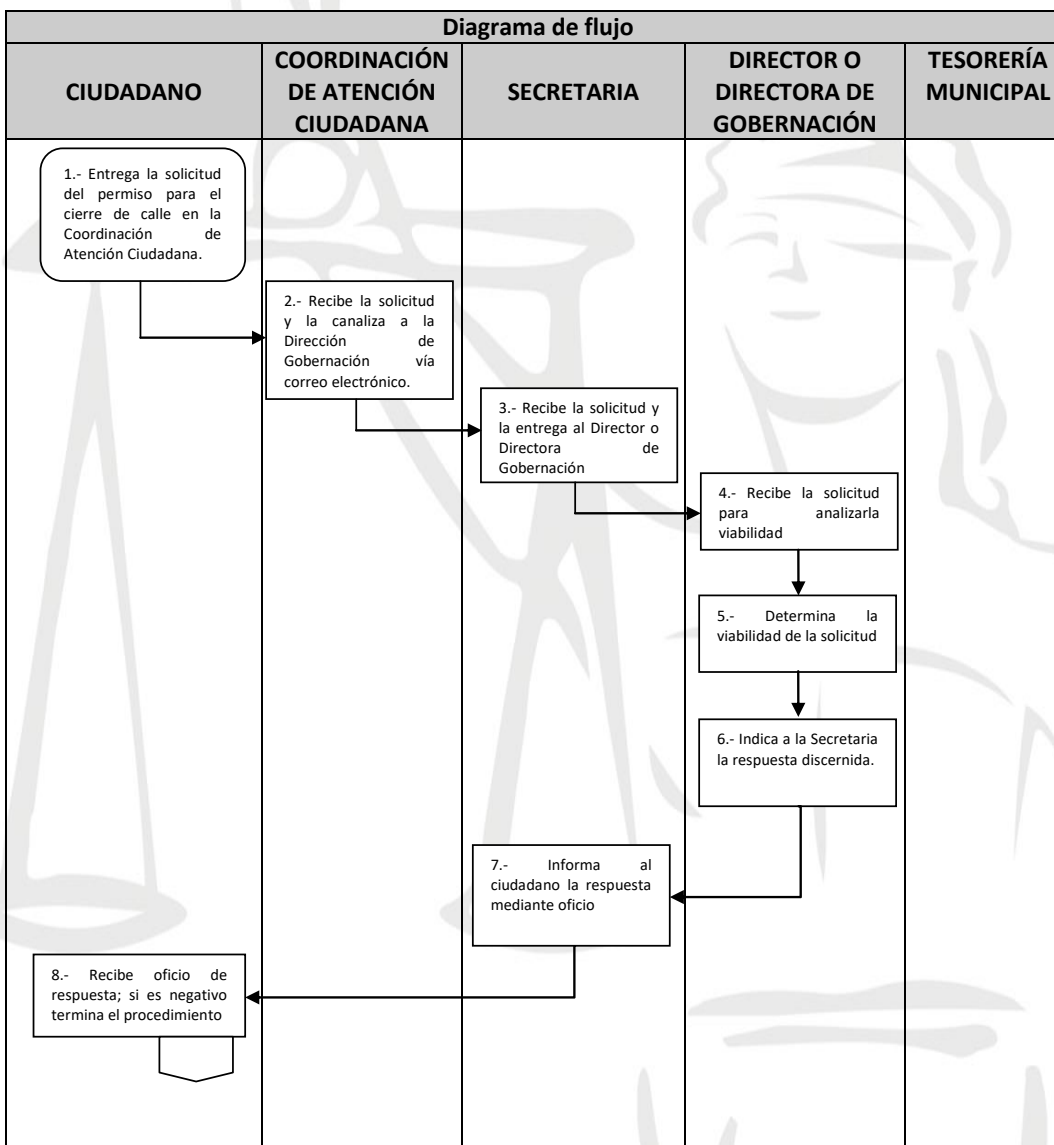 Diagrama de flujo
CIUDADANO
COORDINACIÓN
DE ATENCIÓN
CIUDADANA
SECRETARIA
DIRECTOR O
DIRECTORA DE
GOBERNACIÓN
TESORERÍA
MUNICIPAL
1.- Entrega la solicitud
del permiso para el
cierre de calle en la
Coordinación de
Atención Ciudadana.
2.- Recibe la solicitud
y la canaliza a la
Dirección de
Gobernación vía
correo electrónico.
3.- Recibe la solicitud y
la entrega al Director o
Directora de
Gobernación
4.- Recibe la solicitud
para analizarla
viabilidad
5.- Determina la
viabilidad de la solicitud
6.- Indica a la Secretaria
la respuesta discernida.
7.- Informa al
ciudadano la respuesta
mediante oficio
8.- Recibe oficio de
respuesta; si es negativo
termina el procedimiento